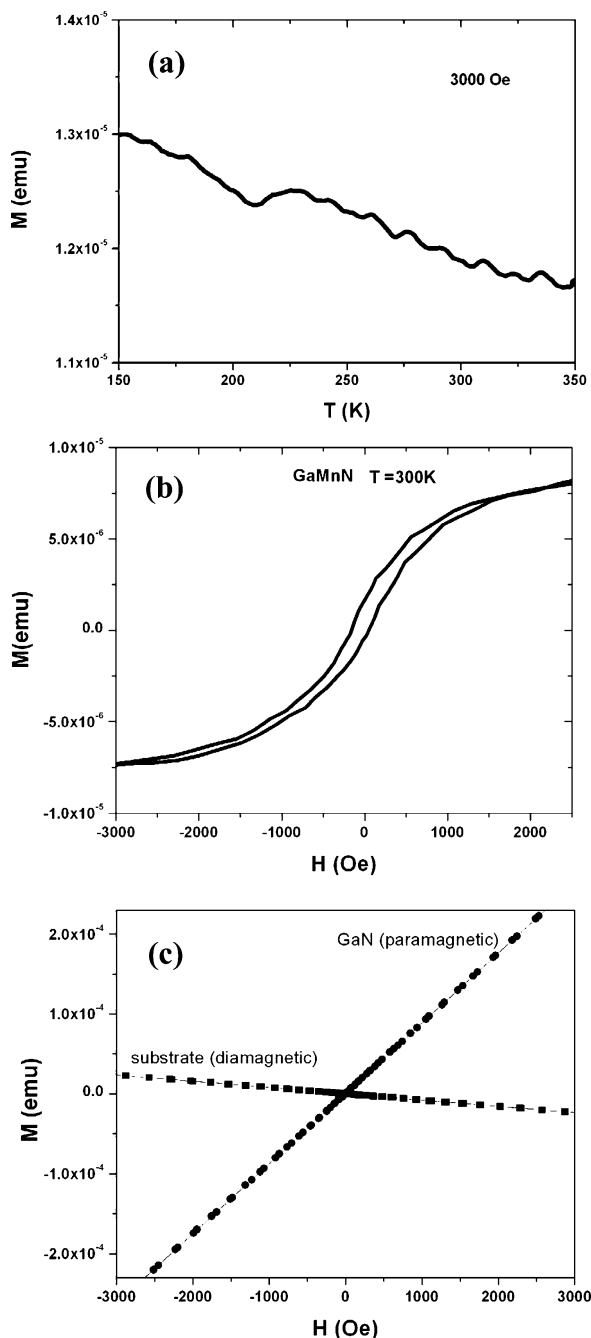 1.4x10⁻⁵
(a)
3000 Oe
1.3x10⁻⁵
M (emu)
1.2x10⁻⁵
1.1x10⁻⁵
150 200 250 300 350
T (K)
1.0x10⁻⁵
(b)
GaMnN T =300K
5.0x10⁻⁶
M(emu)
0.0
-5.0x10⁻⁶
-1.0x10⁻⁵
-3000 -2000 -1000 0 1000 2000
H (Oe)
2.0x10⁻⁴
(c)
GaN (paramagnetic)
1.0x10⁻⁴
substrate (diamagnetic)
M (emu)
0.0
-1.0x10⁻⁴
-2.0x10⁻⁴
-3000 -2000 -1000 0 1000 2000 3000
H (Oe)